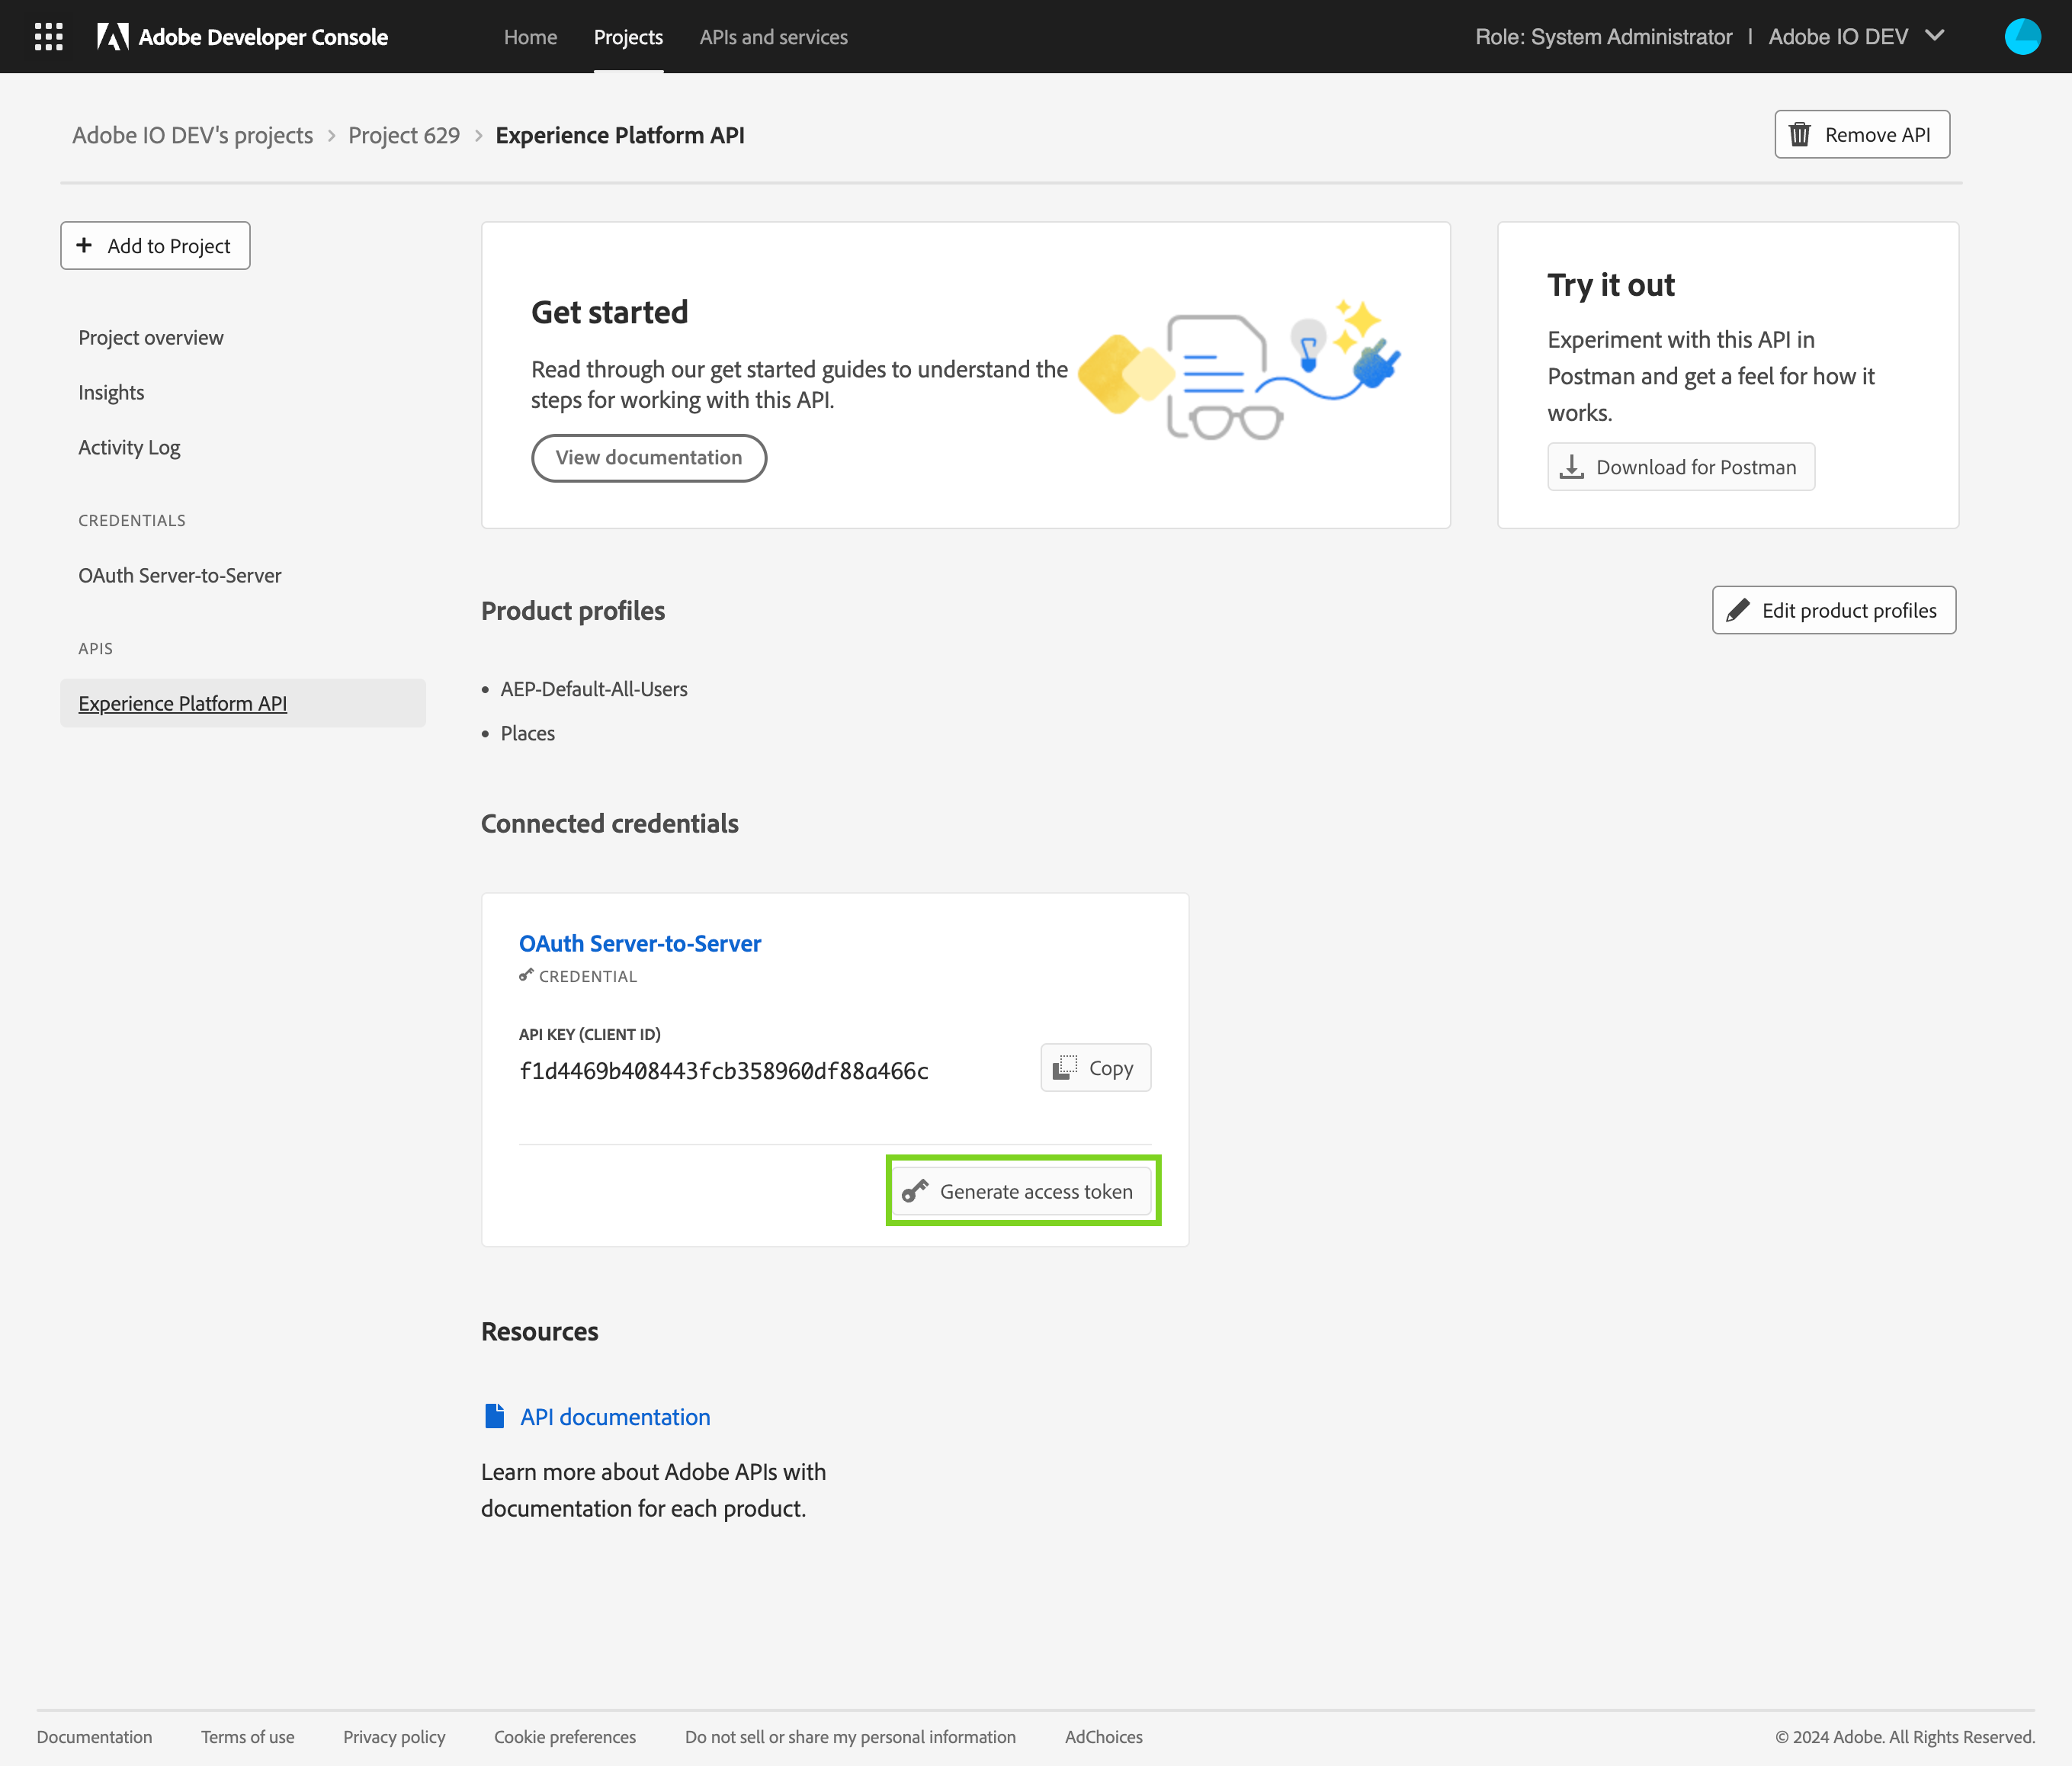 Adobe Developer Console
Home
Projects
APIs and services
Role: System Administrator | Adobe IO DEV
Adobe IO DEV's projects > Project 629 > Experience Platform API
Remove API
+ Add to Project
Project overview
Insights
Activity Log
CREDENTIALS
OAuth Server-to-Server
APIS
Experience Platform API
Get started
Read through our get started guides to understand the
steps for working with this API.
View documentation
Try it out
Experiment with this API in
Postman and get a feel for how it
works.
Download for Postman
Product profiles
Edit product profiles
• AEP-Default-All-Users
• Places
Connected credentials
OAuth Server-to-Server
CREDENTIAL
API KEY (CLIENT ID)
f1d4469b408443fcb358960df88a466c
Copy
Generate access token
Resources
API documentation
Learn more about Adobe APIs with
documentation for each product.
Documentation
Terms of use
Privacy policy
Cookie preferences
Do not sell or share my personal information
AdChoices
© 2024 Adobe. All Rights Reserved.